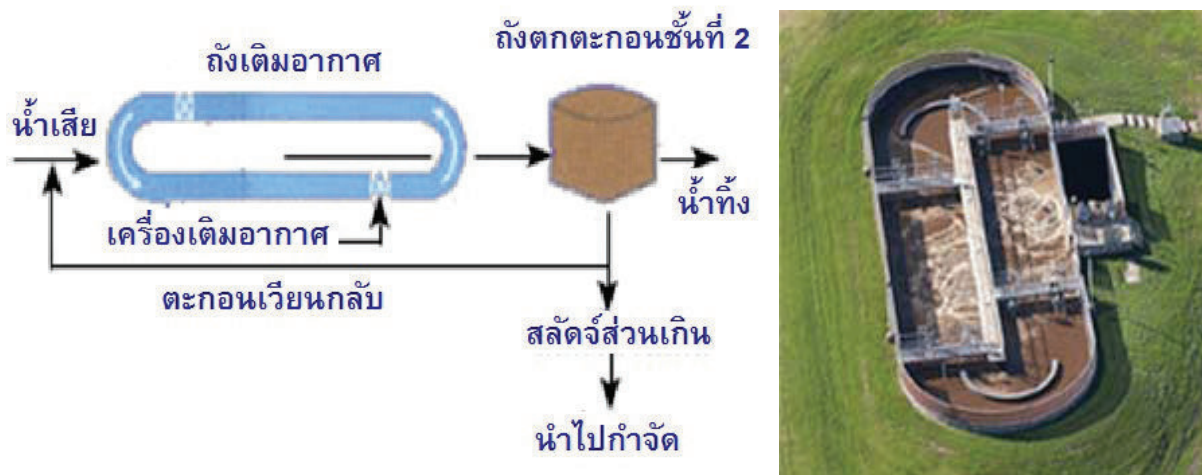 ถังตกตะกอนชั้นที่ 2
ถังเติมอากาศ
น้ำเสีย
น้ำทิ้ง
เครื่องเติมอากาศ
ตะกอนเวียนกลับ
สลัดจ์ส่วนเกิน
นำไปกำจัด